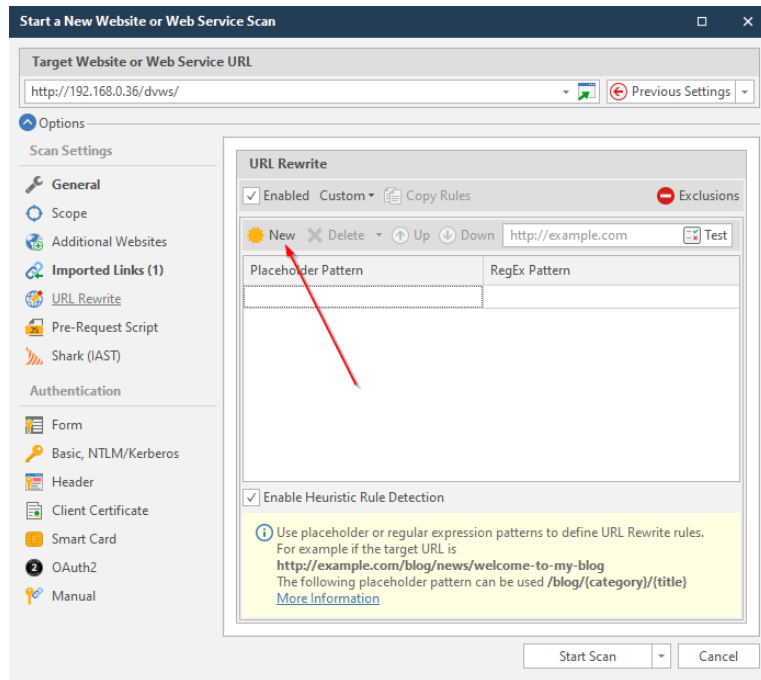 Start a New Website or Web Service Scan
Target Website or Web Service URL
http://192.168.0.36/dvws/
Previous Settings
Options
Scan Settings
General
Scope
Additional Websites
Imported Links (1)
URL Rewrite
Pre-Request Script
Shark (IAST)
Authentication
Form
Basic, NTLM/Kerberos
Header
Client Certificate
Smart Card
OAuth2
Manual
URL Rewrite
Enabled Custom Copy Rules Exclusions
New Delete Up Down http://example.com Test
Placeholder Pattern RegEx Pattern
Enable Heuristic Rule Detection
Use placeholder or regular expression patterns to define URL Rewrite rules.
For example if the target URL is
http://example.com/blog/news/welcome-to-my-blog
The following placeholder pattern can be used /blog/{category}/{title}
More Information
Start Scan Cancel